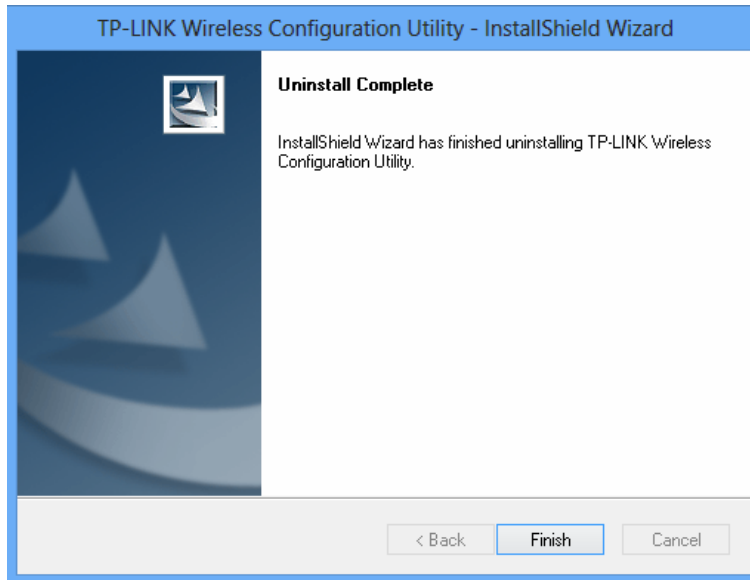 TP-LINK Wireless Configuration Utility - InstallShield Wizard
Uninstall Complete
InstallShield Wizard has finished uninstalling TP-LINK Wireless
Configuration Utility.
< Back
Finish
Cancel